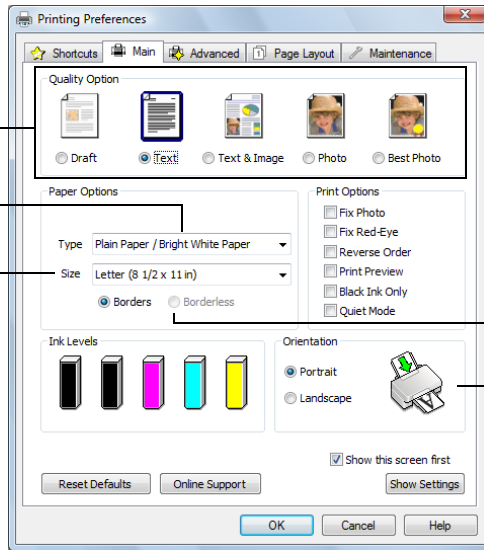 Printing Preferences
Shortcuts Main Advanced 1 Page Layout Maintenance
Quality Option
Draft Text Text & Image Photo Best Photo
Paper Options
Type Plain Paper / Bright White Paper
Size Letter (8 1/2 x 11 in)
Borders Borderless
Print Options
Fix Photo
Fix Red-Eye
Reverse Order
Print Preview
Black Ink Only
Quiet Mode
Ink Levels
Orientation
Portrait
Landscape
Show this screen first
Reset Defaults Online Support Show Settings
OK Cancel Help